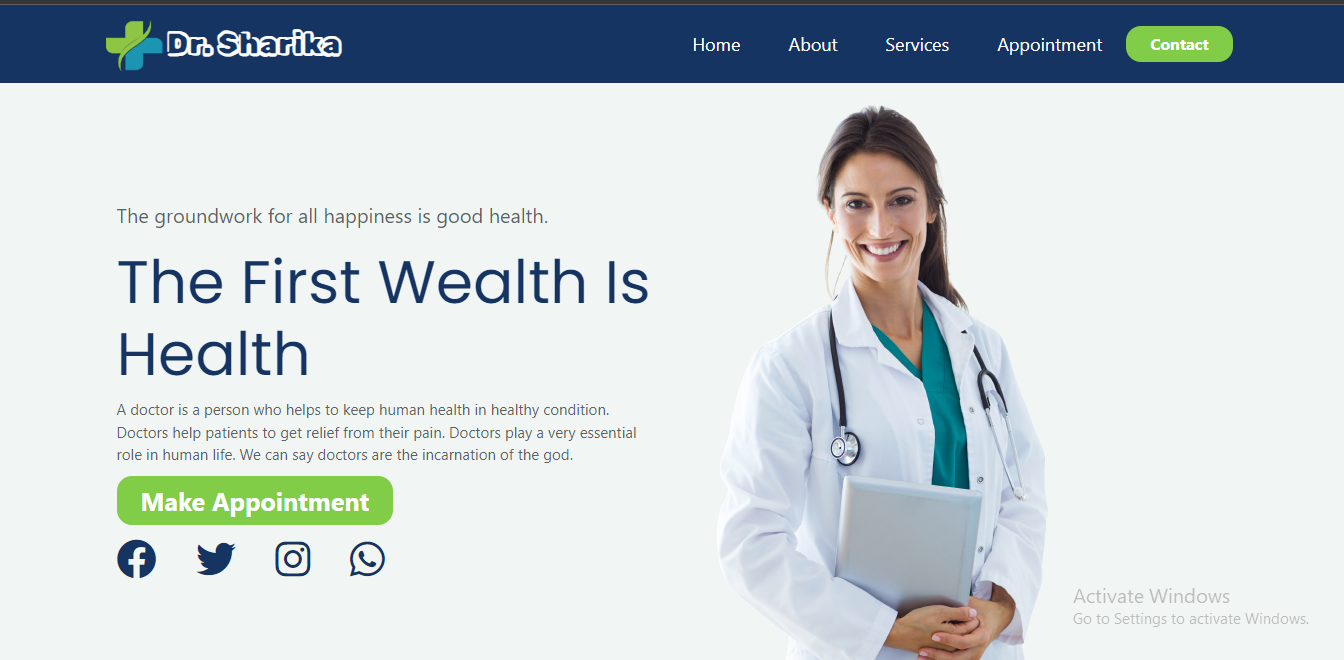 Dr. Sharika
Home
About
Services
Appointment
Contact
The groundwork for all happiness is good health.
The First Wealth Is
Health
A doctor is a person who helps to keep human health in healthy condition.
Doctors help patients to get relief from their pain. Doctors play a very essential
role in human life. We can say doctors are the incarnation of the god.
Make Appointment
Activate Windows
Go to Settings to activate Windows.